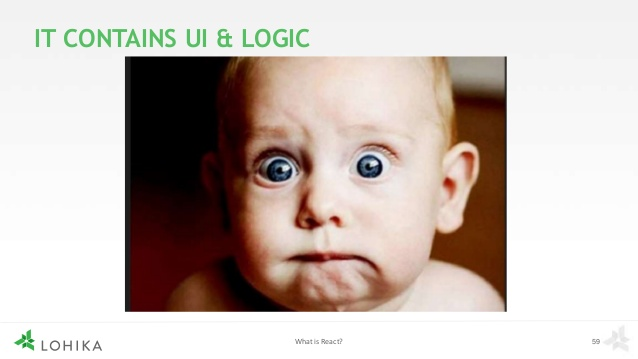 IT CONTAINS UI & LOGIC
LOHIKA
What is React?
59